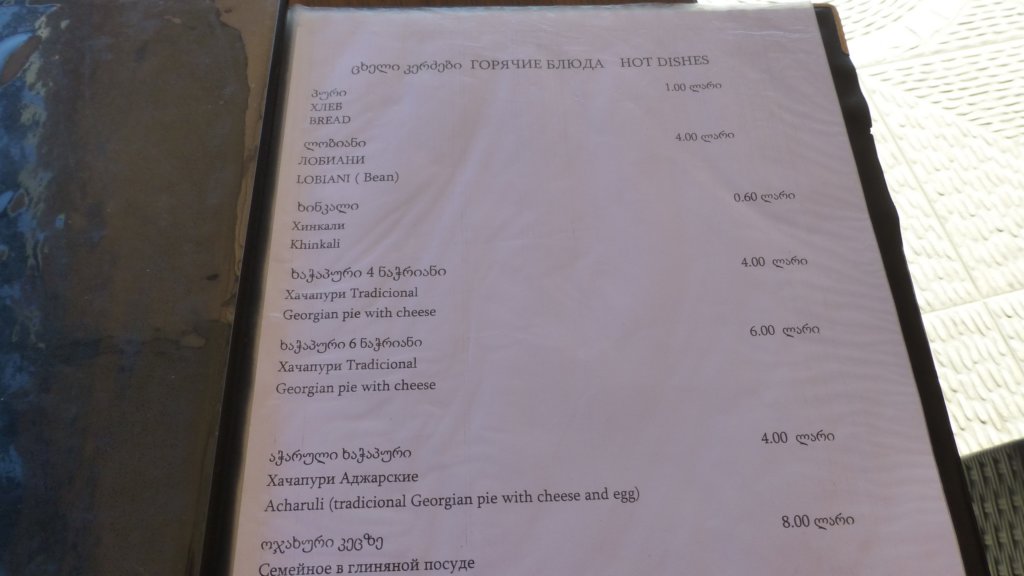 ცხელი კერძები ГОРЯЧИЕ БЛЮДА HOT DISHES
პური 1.00 ლარი
ХЛЕБ
BREAD
ლობიანი 4.00 ლარი
ЛОБИАНИ
LOBIANI ( Bean)
ხინკალი 0.60 ლარი
Хинкали
Khinkali
ხაჭაპური 4 ნაჭრიანი 4.00 ლარი
Хачапури Tradicional
Georgian pie with cheese
ხაჭაპური 6 ნაჭრიანი 6.00 ლარი
Хачапури Tradicional
Georgian pie with cheese
აჭარული ხაჭაპური 4.00 ლარი
Хачапури Аджарские
Acharuli (tradicional Georgian pie with cheese and egg)
ოჯახური კეცზე 8.00 ლარი
Семейное в глиняной посуде